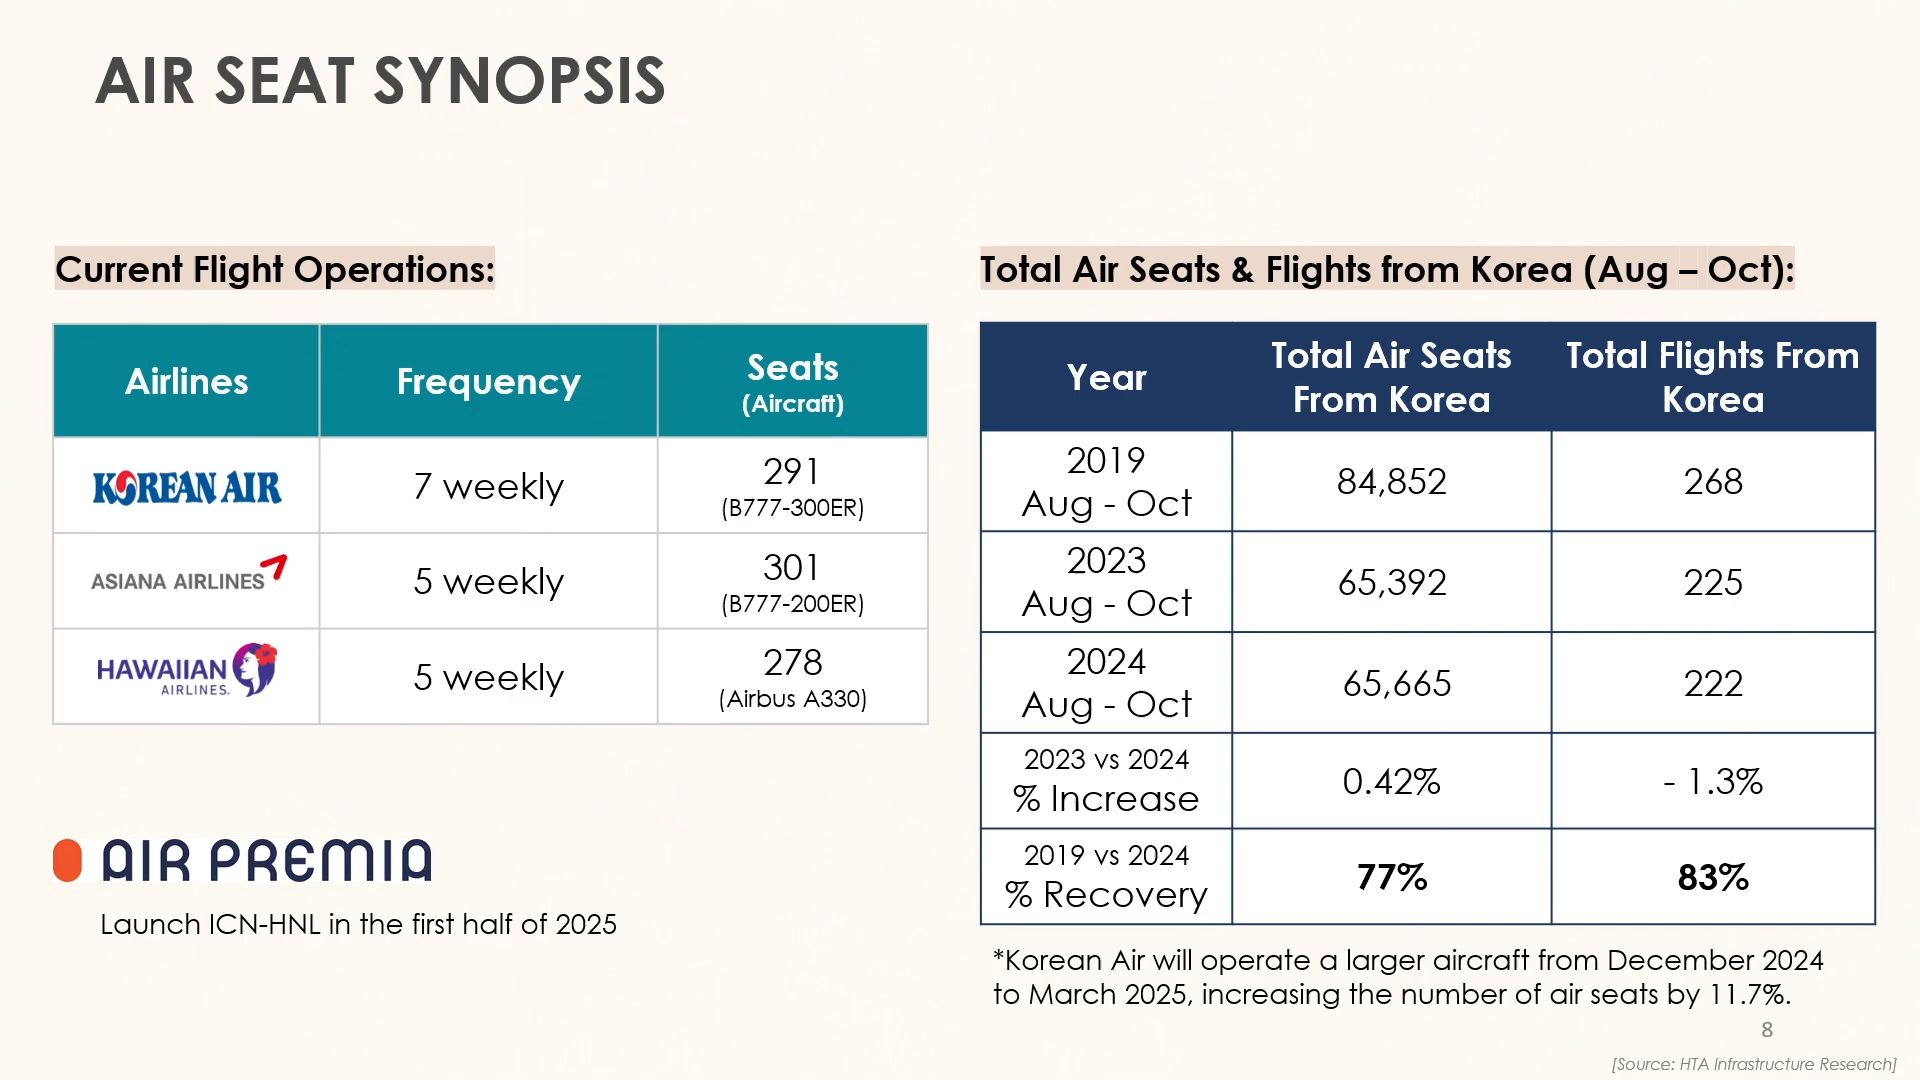 AIR SEAT SYNOPSIS
Current Flight Operations:
Airlines
Frequency
Seats
(Aircraft)
KOREAN AIR
7 weekly
291
(B777-300ER)
ASIANA AIRLINES
5 weekly
301
(B777-200ER)
HAWAIIAN
AIRLINES.
5 weekly
278
(Airbus A330)
AIR PREMIA
Launch ICN-HNL in the first half of 2025
Total Air Seats & Flights from Korea (Aug – Oct):
Year
Total Air Seats
From Korea
Total Flights From
Korea
2019
Aug - Oct
84,852
268
2023
Aug - Oct
65,392
225
2024
Aug - Oct
65,665
222
2023 vs 2024
% Increase
0.42%
- 1.3%
2019 vs 2024
% Recovery
77%
83%
*Korean Air will operate a larger aircraft from December 2024
to March 2025, increasing the number of air seats by 11.7%.
8
[Source: HTA Infrastructure Research]